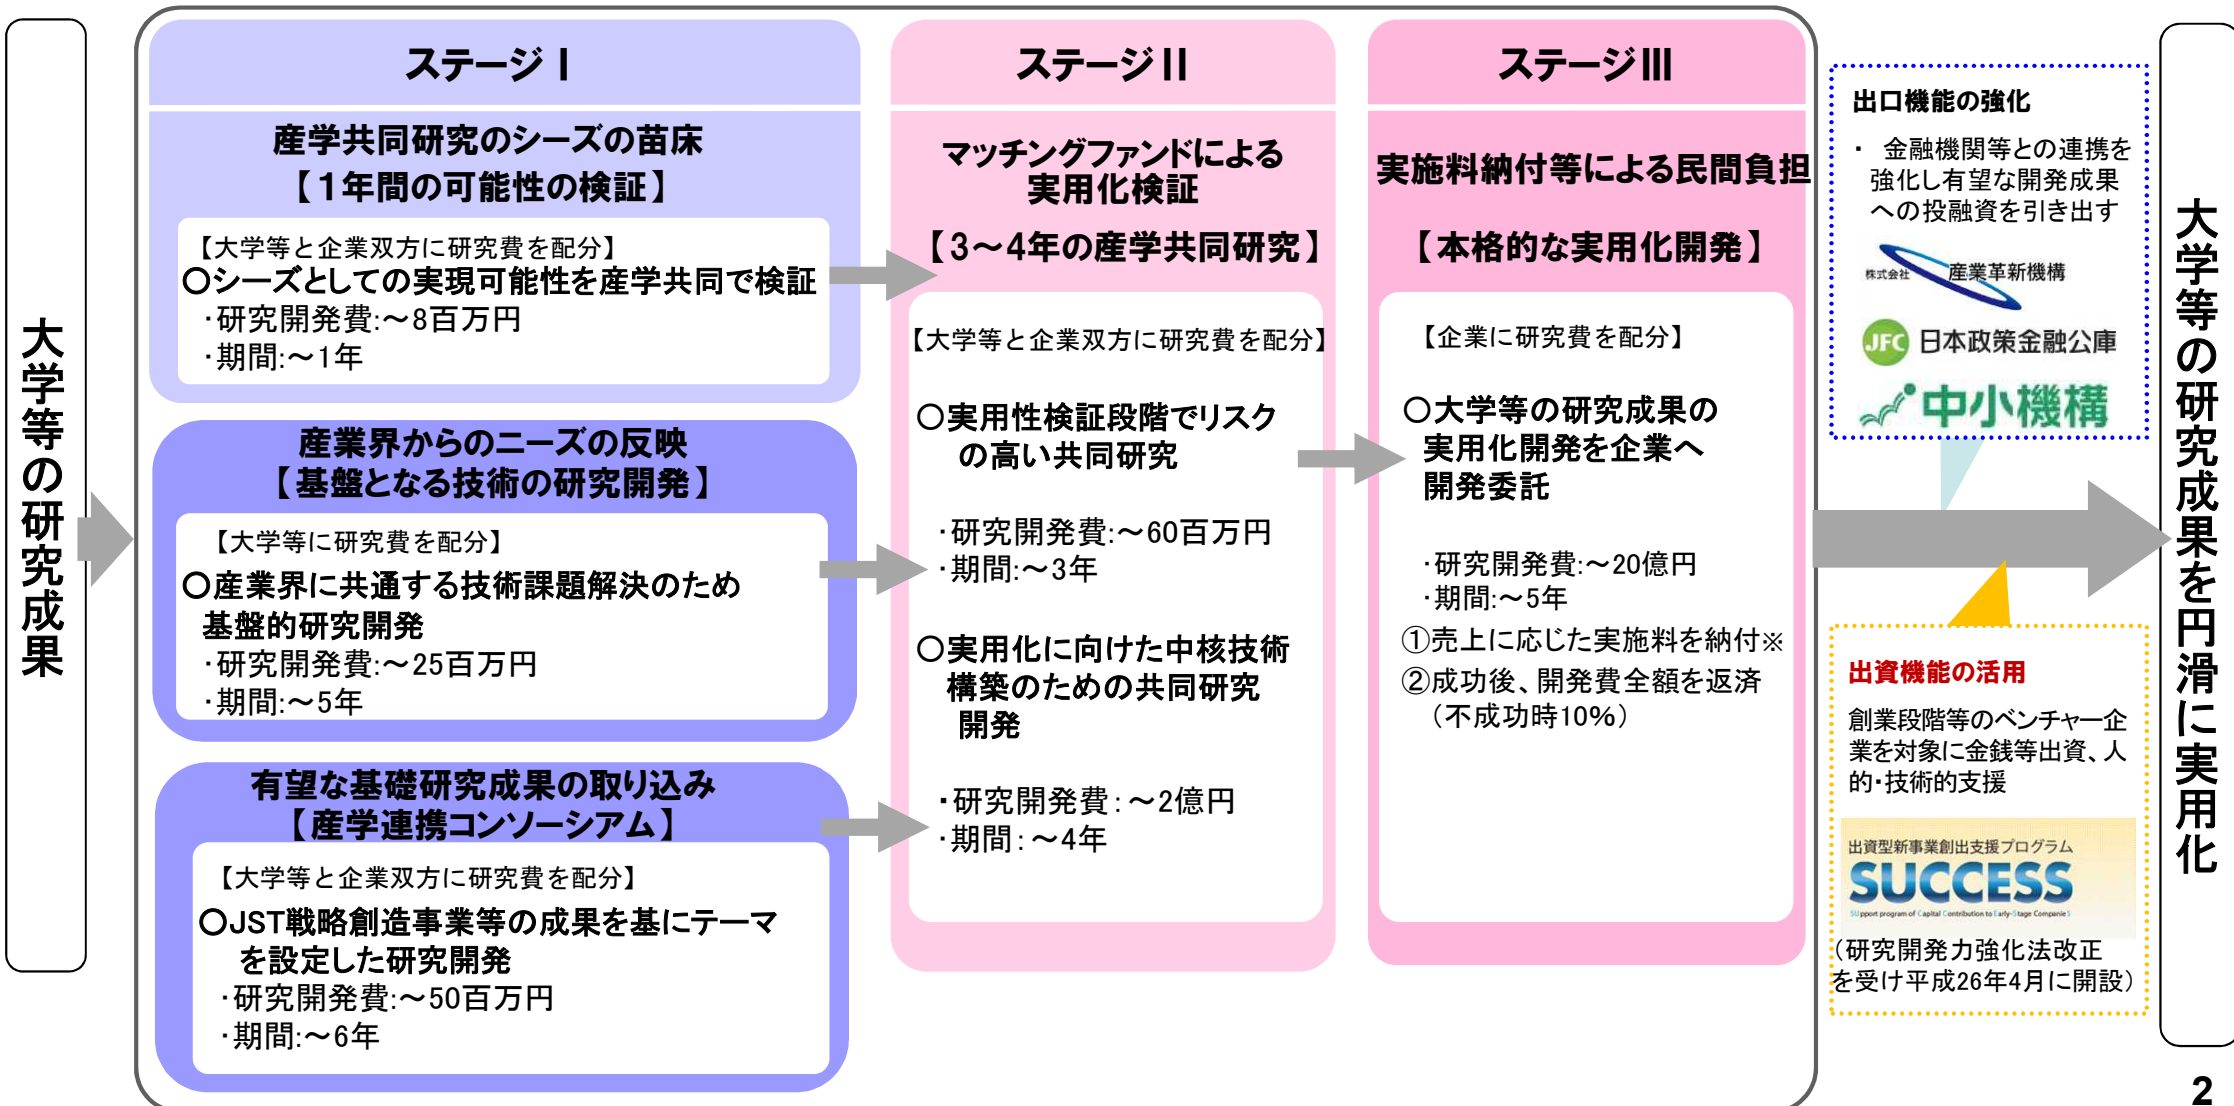 大学等の研究成果
ステージⅠ
産学共同研究のシーズの苗床
【１年間の可能性の検証】
【大学等と企業双方に研究費を配分】
○シーズとしての実現可能性を産学共同で検証
・研究開発費:～8百万円
・期間:～1年
産業界からのニーズの反映
【基盤となる技術の研究開発】
【大学等に研究費を配分】
○産業界に共通する技術課題解決のため
基盤的研究開発
・研究開発費:～25百万円
・期間:～5年
有望な基礎研究成果の取り込み
【産学連携コンソーシアム】
【大学等と企業双方に研究費を配分】
○JST戦略創造事業等の成果を基にテーマ
を設定した研究開発
・研究開発費:～50百万円
・期間:～6年
ステージⅡ
マッチングファンドによる
実用化検証
【3～4年の産学共同研究】
【大学等と企業双方に研究費を配分】
○実用性検証段階でリスク
の高い共同研究
・研究開発費:～60百万円
・期間:～3年
○実用化に向けた中核技術
構築のための共同研究
開発
・研究開発費：～2億円
・期間：～4年
ステージⅢ
実施料納付等による民間負担
【本格的な実用化開発】
【企業に研究費を配分】
○大学等の研究成果の
実用化開発を企業へ
開発委託
・研究開発費:～20億円
・期間:～5年
①売上に応じた実施料を納付※
②成功後、開発費全額を返済
（不成功時10%）
出口機能の強化
・ 金融機関等との連携を
強化し有望な開発成果
への投融資を引き出す
株式会社 産業革新機構
JFC 日本政策金融公庫
中小機構
出資機能の活用
創業段階等のベンチャー企
業を対象に金銭等出資、人
的・技術的支援
出資型新事業創出支援プログラム
SUCCESS
SUpport program of Capital Contribution to Early-Stage CompanieS
（研究開発力強化法改正
を受け平成26年4月に開設）
大学等の研究成果を円滑に実用化
2